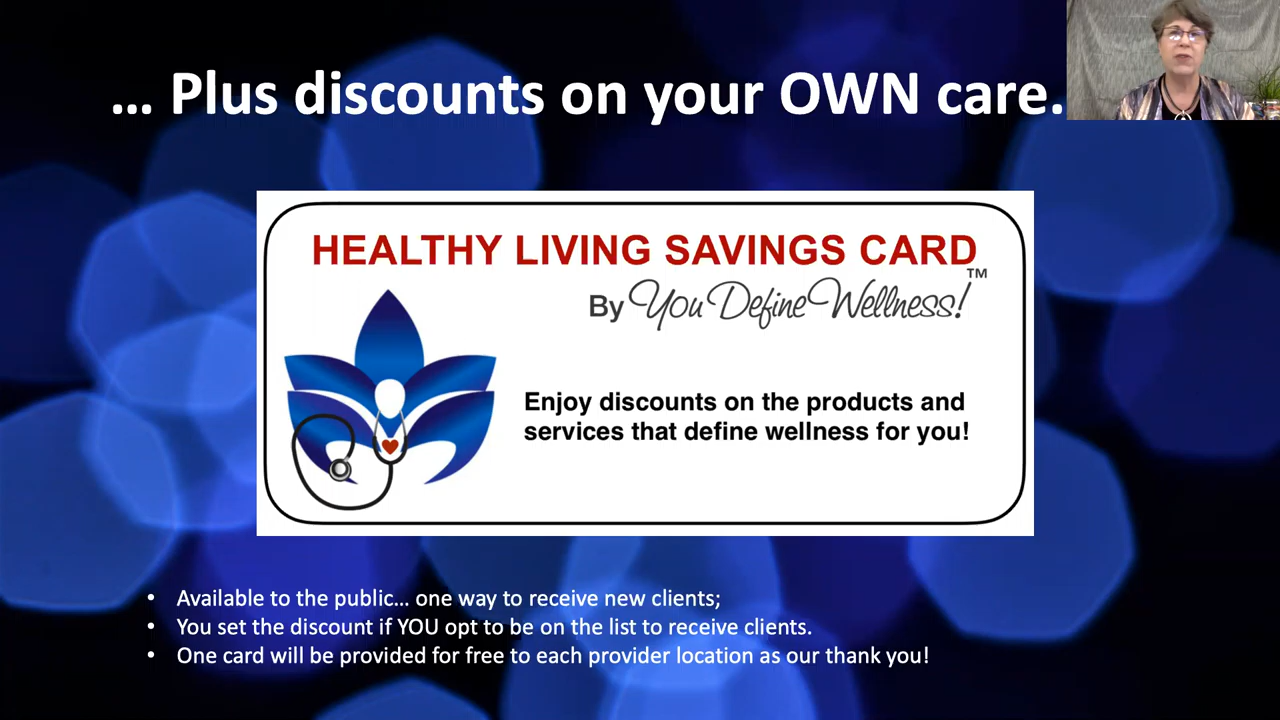 ... Plus discounts on your OWN care.
HEALTHY LIVING SAVINGS CARD
By You Define Wellness!™
Enjoy discounts on the products and
services that define wellness for you!
• Available to the public... one way to receive new clients;
• You set the discount if YOU opt to be on the list to receive clients.
• One card will be provided for free to each provider location as our thank you!